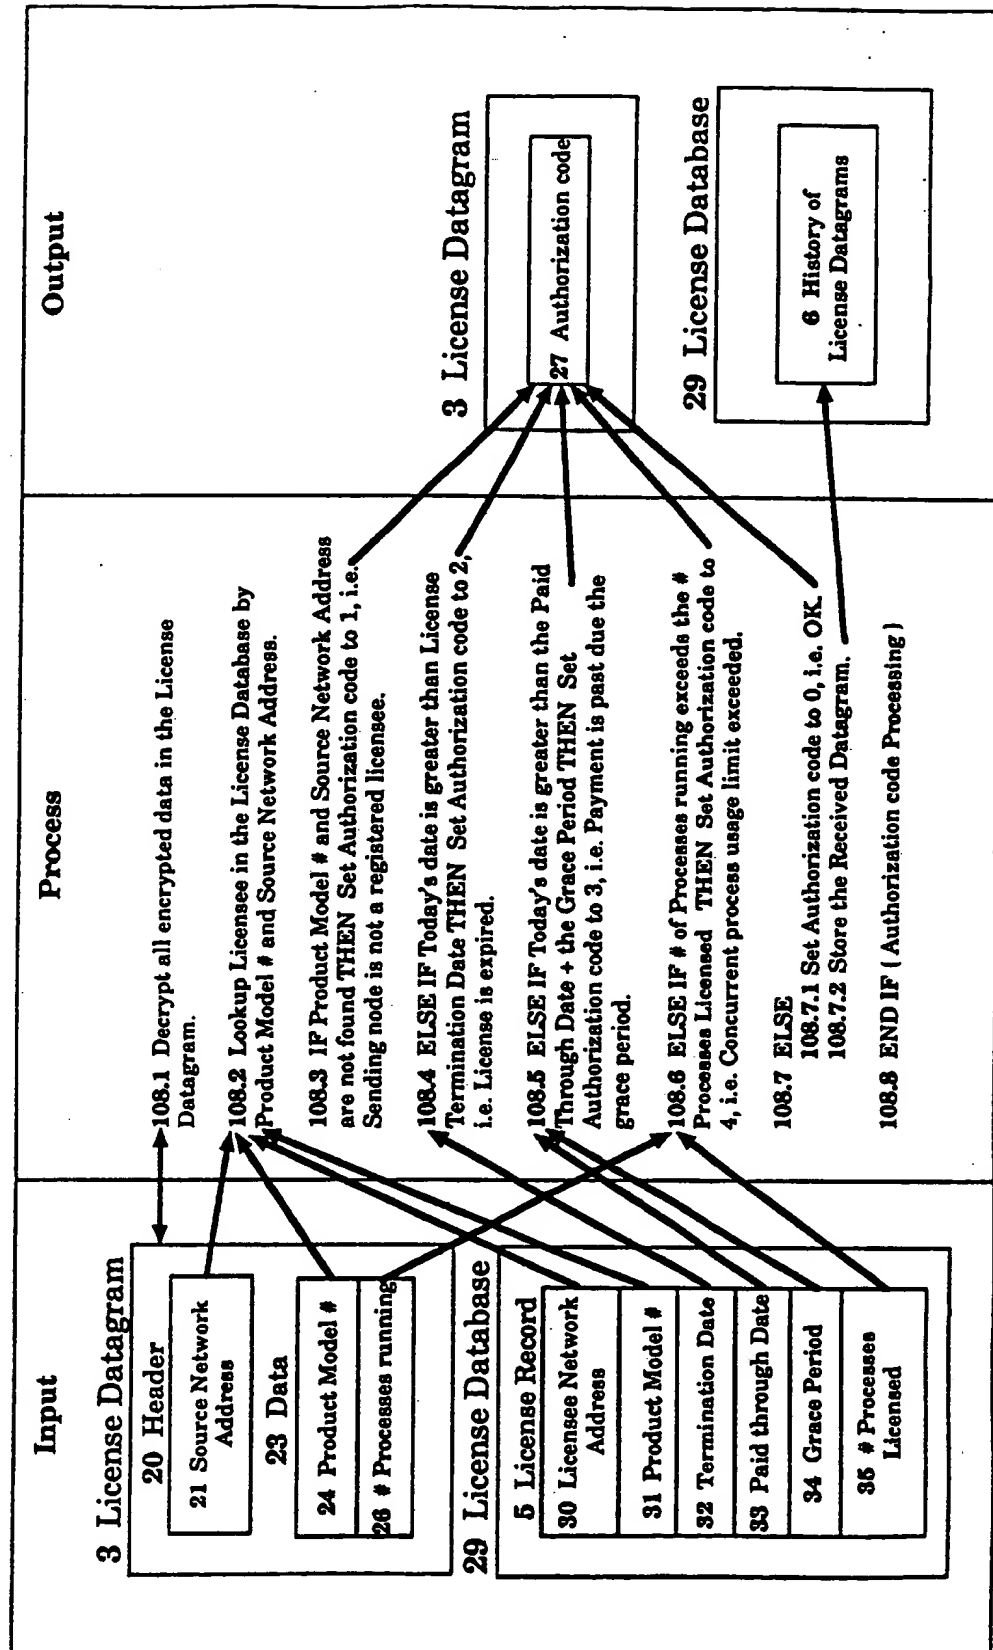 Input
3 License Datagram
20 Header
21 Source Network
Address
23 Data
24 Product Model #
26 # Processes running
29 License Database
5 License Record
30 Licensee Network
Address
31 Product Model #
32 Termination Date
33 Paid through Date
34 Grace Period
35 # Processes
Licensed
Process
108.1 Decrypt all encrypted data in the License
Datagram.
108.2 Lookup Licensee in the License Database by
Product Model # and Source Network Address.
108.3 IF Product Model # and Source Network Address
are not found THEN Set Authorization code to 1, i.e.
Sending node is not a registered licensee.
108.4 ELSE IF Today's date is greater than License
Termination Date THEN Set Authorization code to 2,
i.e. License is expired.
108.5 ELSE IF Today's date is greater than the Paid
Through Date + the Grace Period THEN Set
Authorization code to 3, i.e. Payment is past due the
grace period.
108.6 ELSE IF # of Processes running exceeds the #
Processes Licensed THEN Set Authorization code to
4, i.e. Concurrent process usage limit exceeded.
108.7 ELSE
108.7.1 Set Authorization code to 0, i.e. OK.
108.7.2 Store the Received Datagram.
108.8 END IF ( Authorization code Processing )
Output
3 License Datagram
27 Authorization code
29 License Database
6 History of
License Datagrams